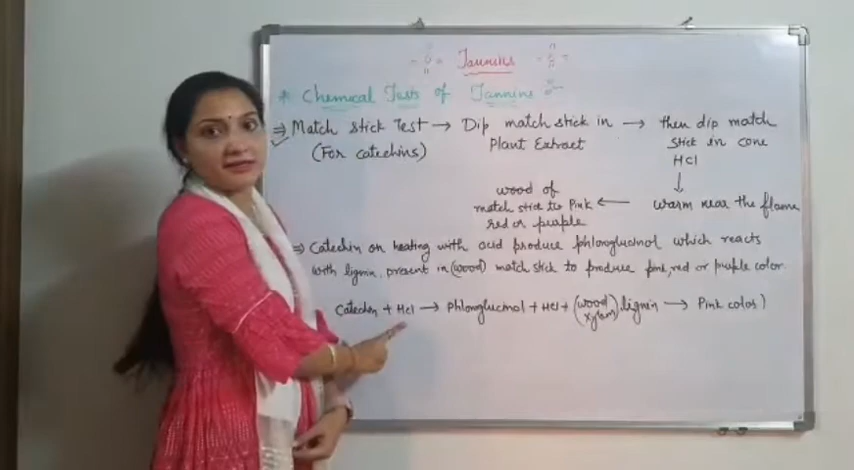 Tannins
* Chemical Tests of Tannins
⇒ Match stick Test → Dip match stick in → then dip match
(For catechins) Plant Extract stick in conc
HCl
↓
warm near the flame
wood of
match stick to Pink ←
red or purple
⇒ Catechin on heating with acid produce phloroglucinol which reacts
with lignin present in (wood) match stick to produce pink, red or purple color.
Catechin + HCl → Phloroglucinol + HCl + (wood xylem) lignin → Pink color)